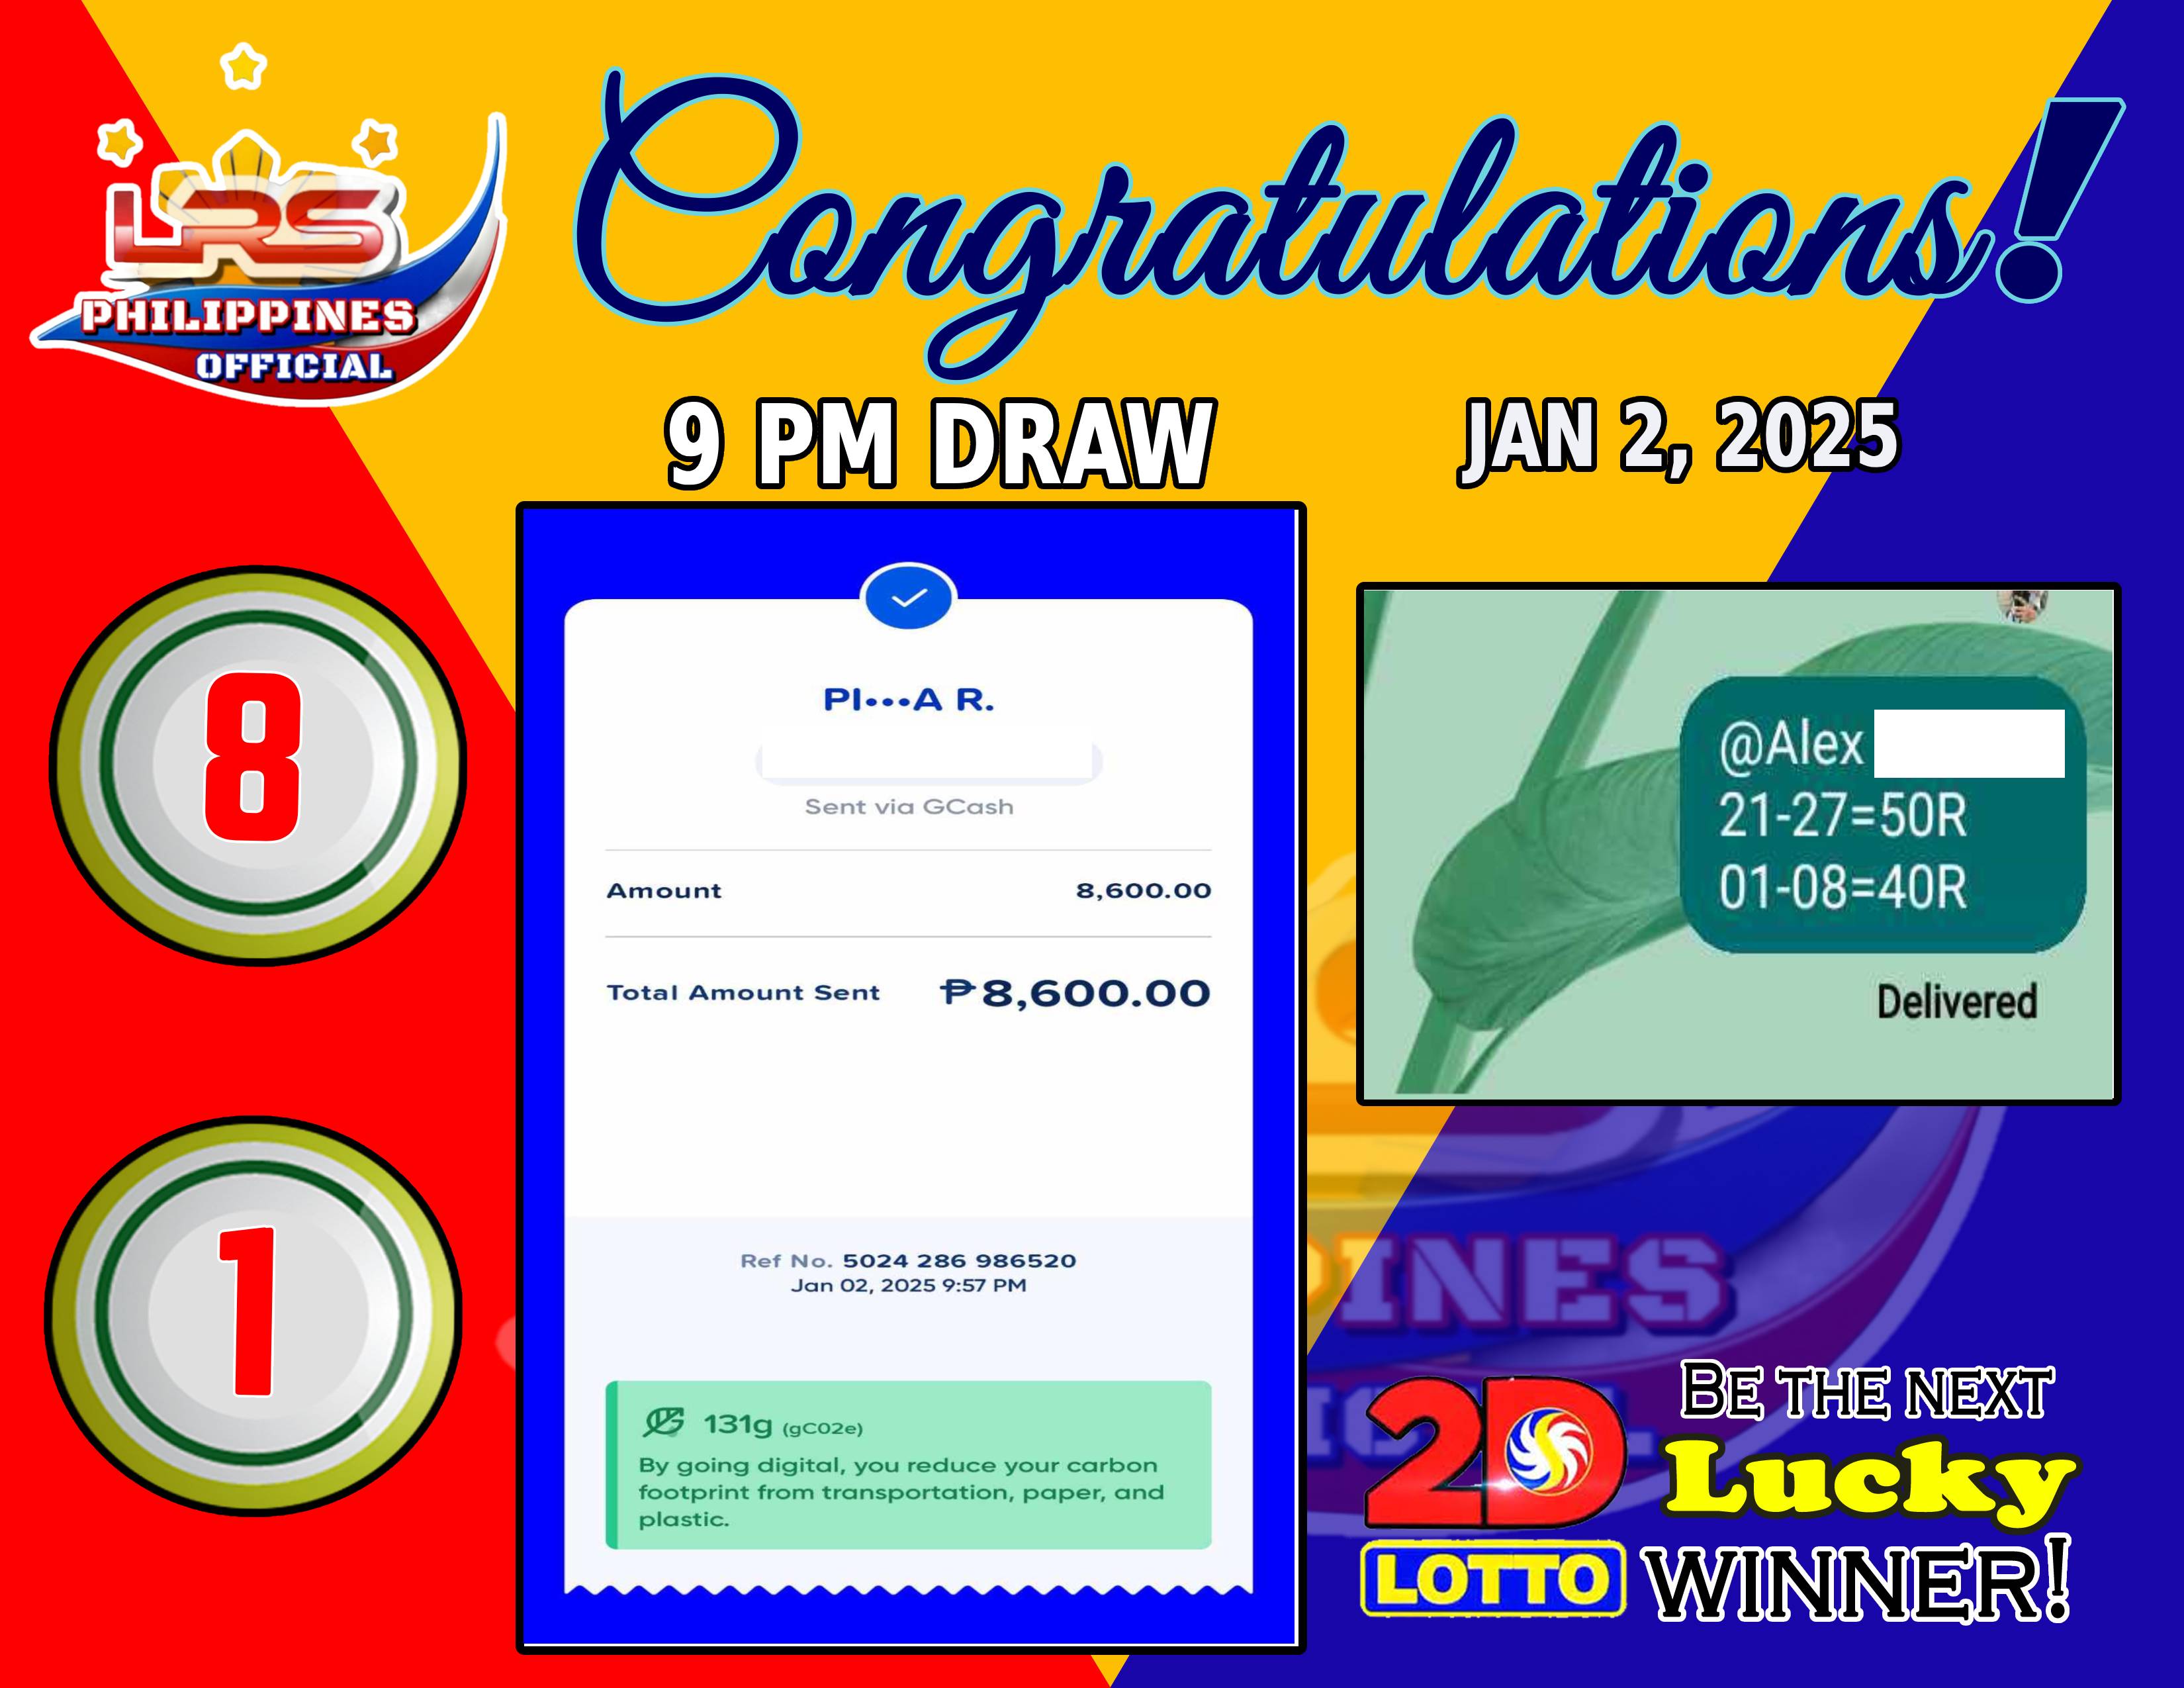 LRS
PHILIPPINES
OFFICIAL
Congratulations!
9 PM DRAW
JAN 2, 2025
8
1
PI•••A R.
Sent via GCash
Amount 8,600.00
Total Amount Sent ₱8,600.00
Ref No. 5024 286 986520
Jan 02, 2025 9:57 PM
131g (gCO2e)
By going digital, you reduce your carbon
footprint from transportation, paper, and
plastic.
@Alex
21-27=50R
01-08=40R
Delivered
PINES
2D
LOTTO
BE THE NEXT
Lucky
WINNER!